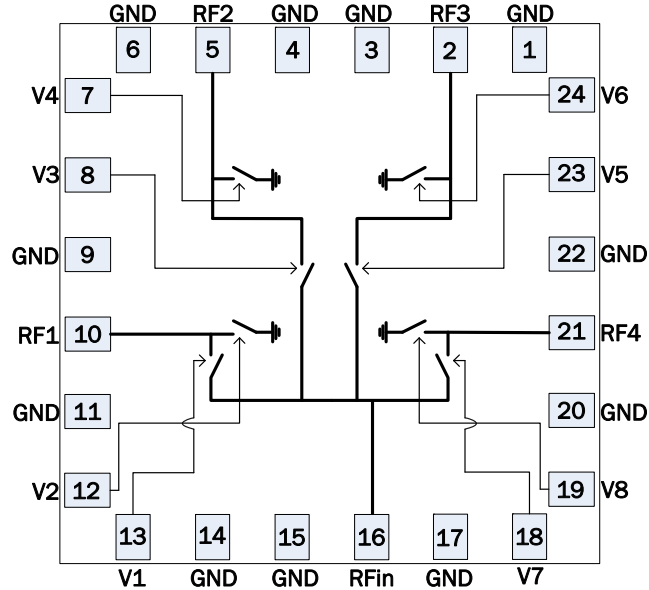 GND RF2 GND GND RF3 GND
6 5 4 3 2 1
V4 7 24 V6
V3 8 23 V5
GND 9 22 GND
RF1 10 21 RF4
GND 11 20 GND
V2 12 19 V8
13 14 15 16 17 18
V1 GND GND RFin GND V7